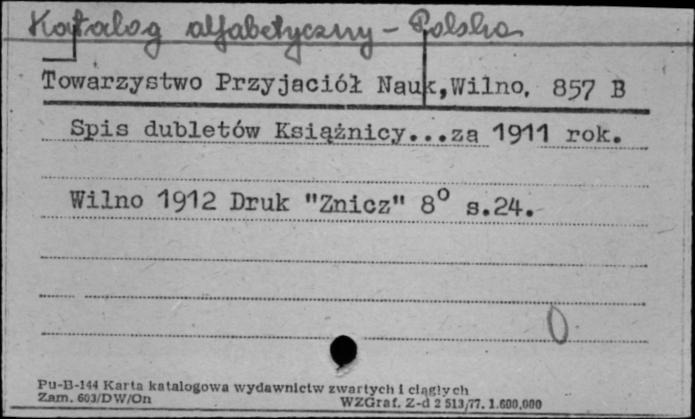 Katalog alfabetyczny – Polska
Towarzystwo Przyjaciół Nauk,Wilno. 857 B
Spis dubletów Książnicy...za 1911 rok.
Wilno 1912 Druk "Znicz" 8° s.24.
Pu-B-144 Karta katalogowa wydawnictw zwartych i ciągłych
Zam. 603/DW/On WZGraf. Z-d 2 513/77. 1.600,000